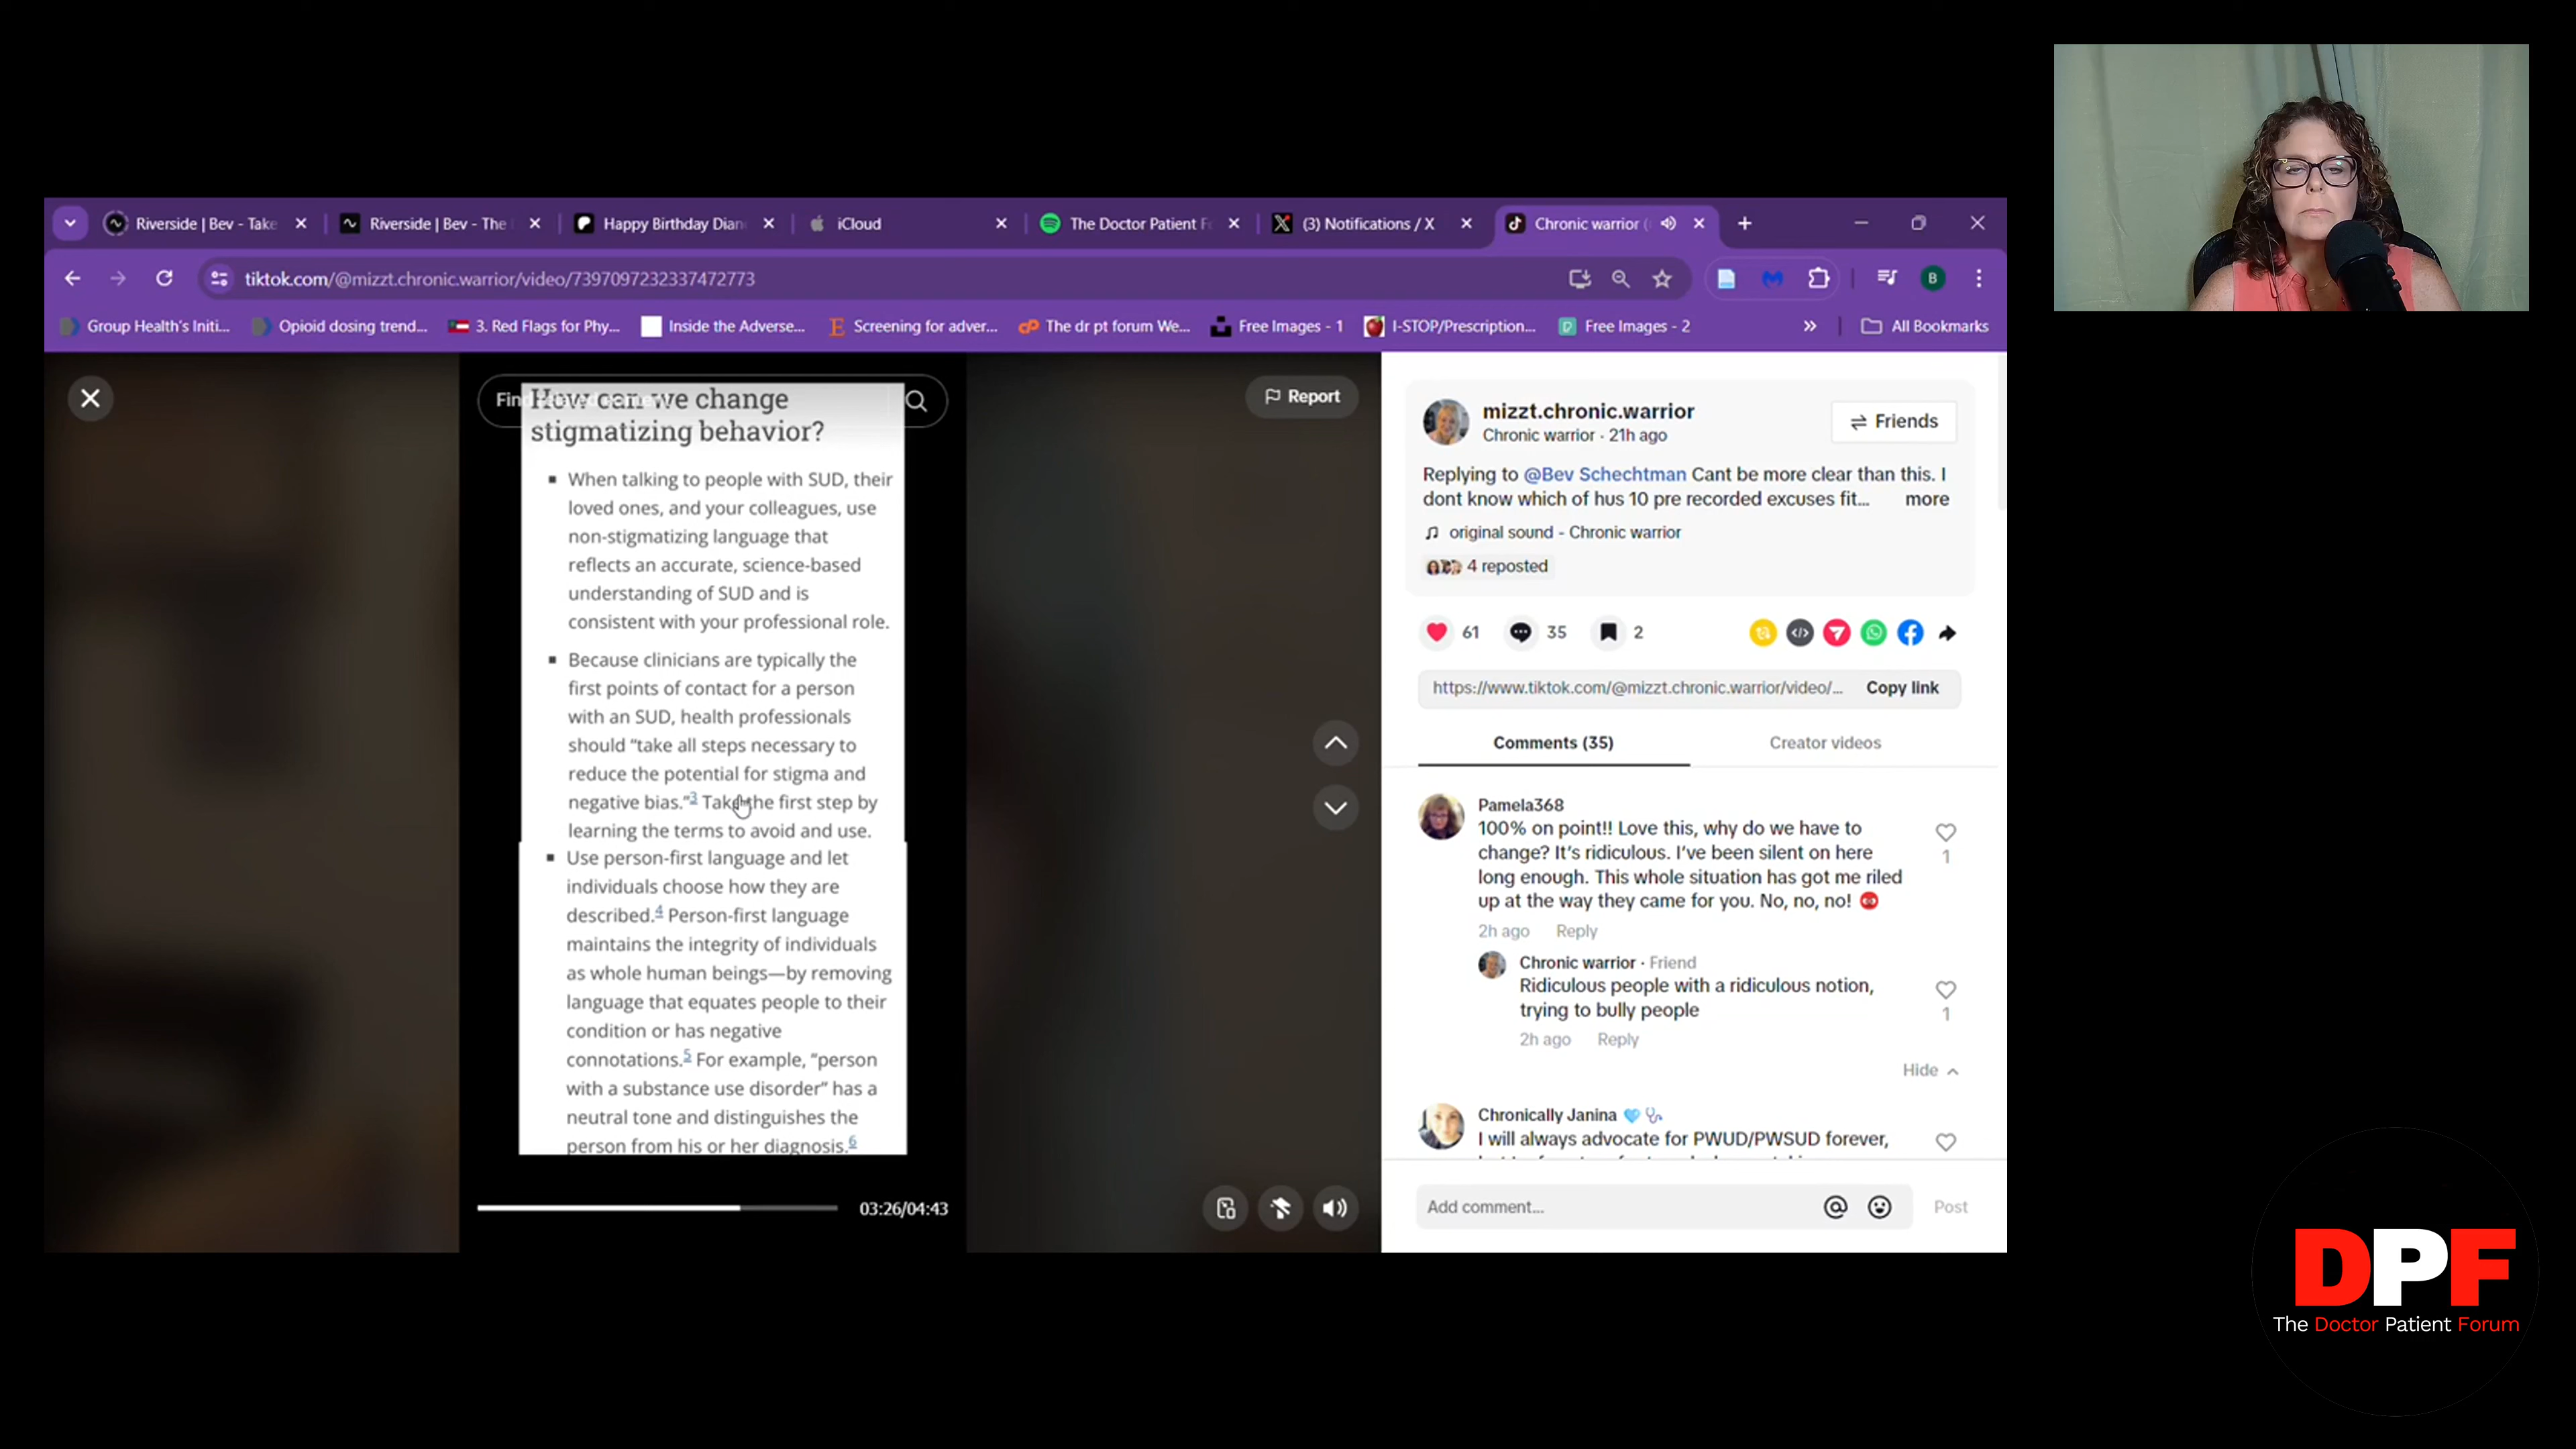 Riverside | Bev - Take
Riverside | Bev - The
Happy Birthday Dian
iCloud
The Doctor Patient F
(3) Notifications / X
Chronic warrior (
tiktok.com/@mizzt.chronic.warrior/video/7397097232337472773
B
Group Health's Initi...
Opioid dosing trend...
3. Red Flags for Phy...
Inside the Adverse...
Screening for adver...
The dr pt forum We...
Free Images - 1
I-STOP/Prescription...
Free Images - 2
All Bookmarks
Report
How can we change
stigmatizing behavior?
When talking to people with SUD, their
loved ones, and your colleagues, use
non-stigmatizing language that
reflects an accurate, science-based
understanding of SUD and is
consistent with your professional role.
Because clinicians are typically the
first points of contact for a person
with an SUD, health professionals
should “take all steps necessary to
reduce the potential for stigma and
negative bias.”3 Take the first step by
learning the terms to avoid and use.
Use person-first language and let
individuals choose how they are
described.4 Person-first language
maintains the integrity of individuals
as whole human beings—by removing
language that equates people to their
condition or has negative
connotations.5 For example, “person
with a substance use disorder” has a
neutral tone and distinguishes the
person from his or her diagnosis.6
03:26/04:43
mizzt.chronic.warrior
Chronic warrior · 21h ago
Friends
Replying to @Bev Schechtman Cant be more clear than this. I
dont know which of hus 10 pre recorded excuses fit... more
original sound - Chronic warrior
4 reposted
61
35
2
https://www.tiktok.com/@mizzt.chronic.warrior/video/...
Copy link
Comments (35)
Creator videos
Pamela368
100% on point!! Love this, why do we have to
change? It's ridiculous. I've been silent on here
long enough. This whole situation has got me riled
up at the way they came for you. No, no, no!
1
2h ago Reply
Chronic warrior · Friend
Ridiculous people with a ridiculous notion,
trying to bully people
1
2h ago Reply
Hide
Chronically Janina
I will always advocate for PWUD/PWSUD forever,
Add comment...
Post
DPF
The Doctor Patient Forum